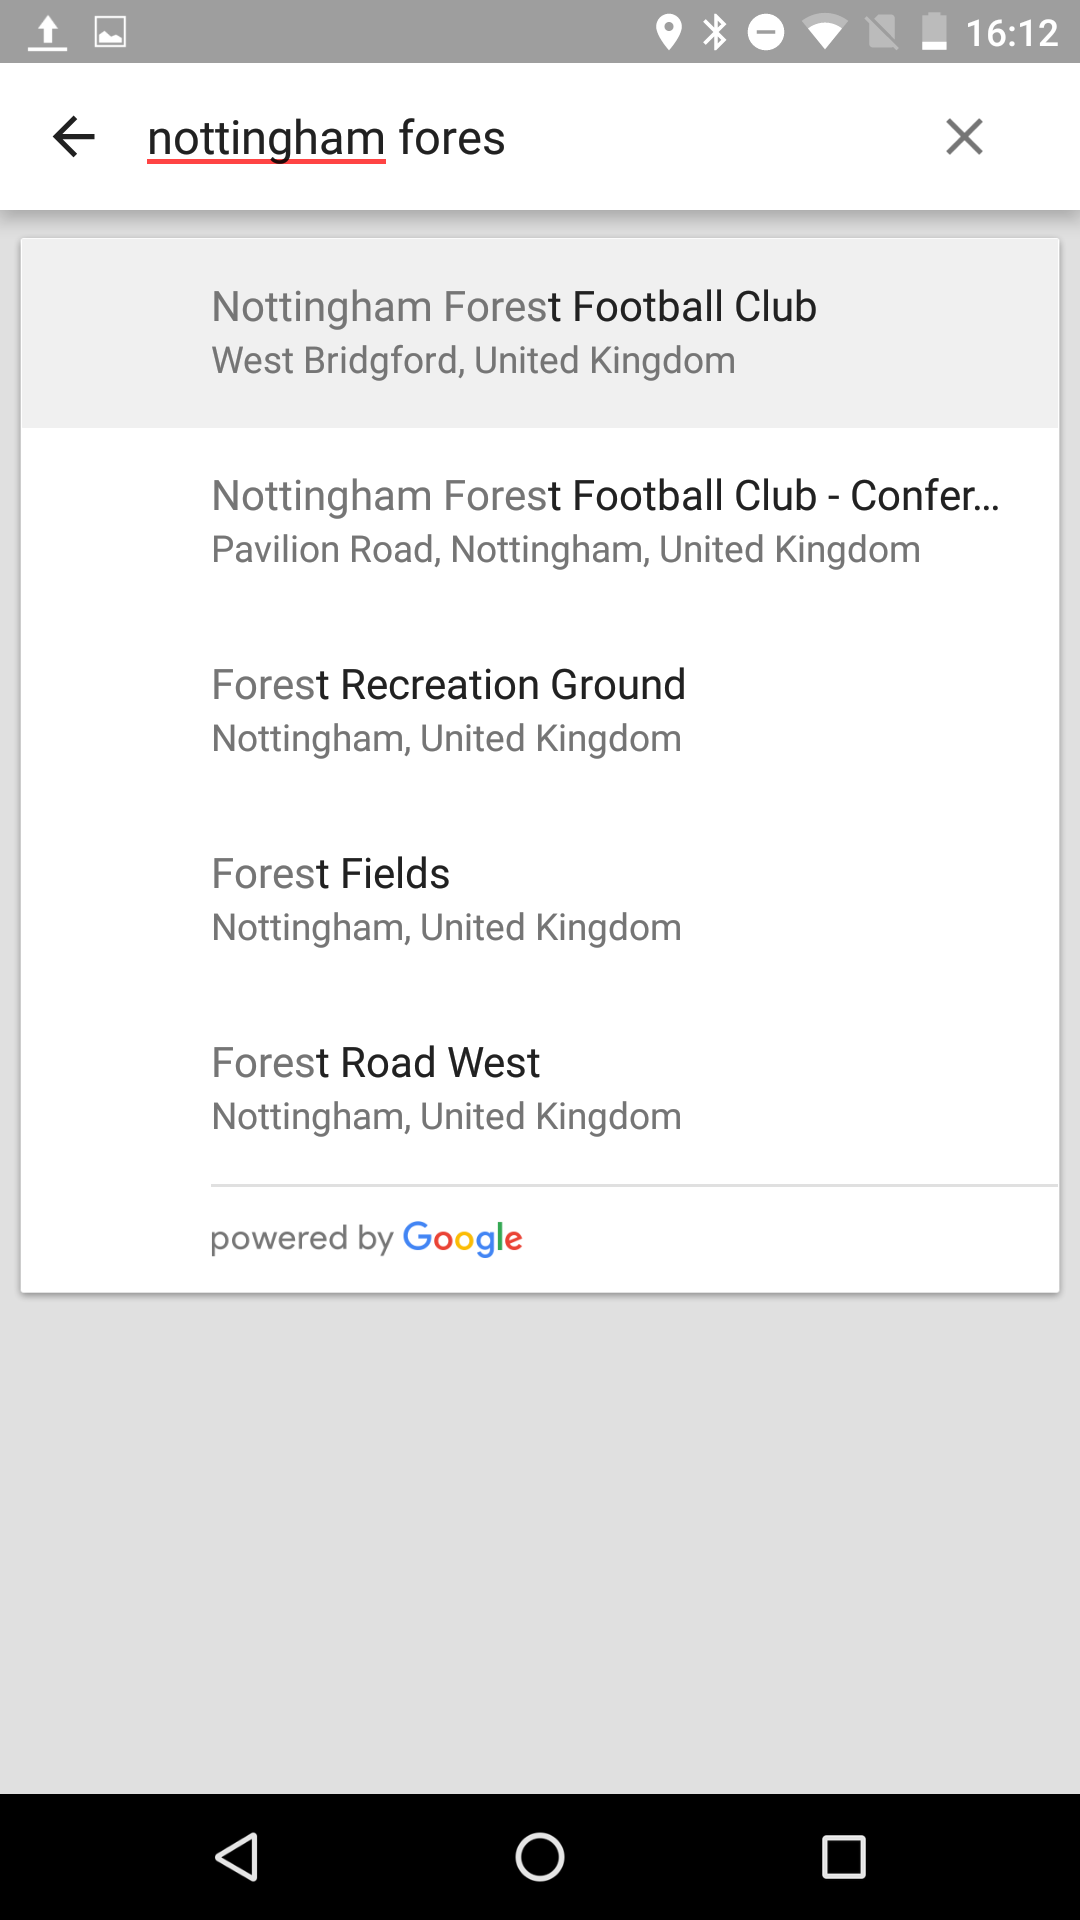 16:12
nottingham fores
Nottingham Forest Football Club
West Bridgford, United Kingdom
Nottingham Forest Football Club - Confer...
Pavilion Road, Nottingham, United Kingdom
Forest Recreation Ground
Nottingham, United Kingdom
Forest Fields
Nottingham, United Kingdom
Forest Road West
Nottingham, United Kingdom
powered by Google